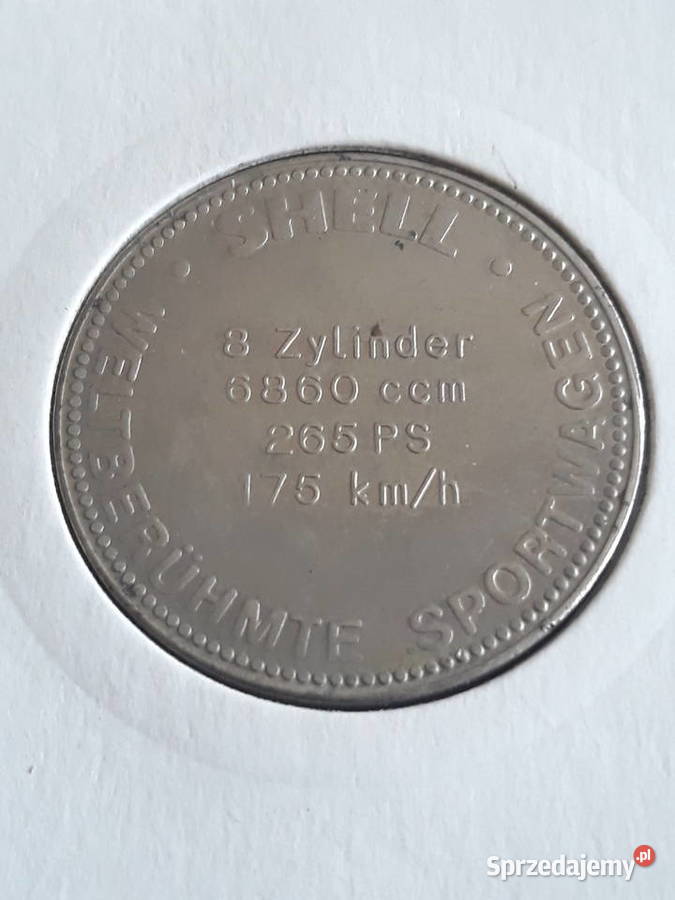 · SHELL ·
8 Zylinder
6860 ccm
265 PS
175 km/h
WELTBERÜHMTE SPORTWAGEN
Sprzedajemy.pl